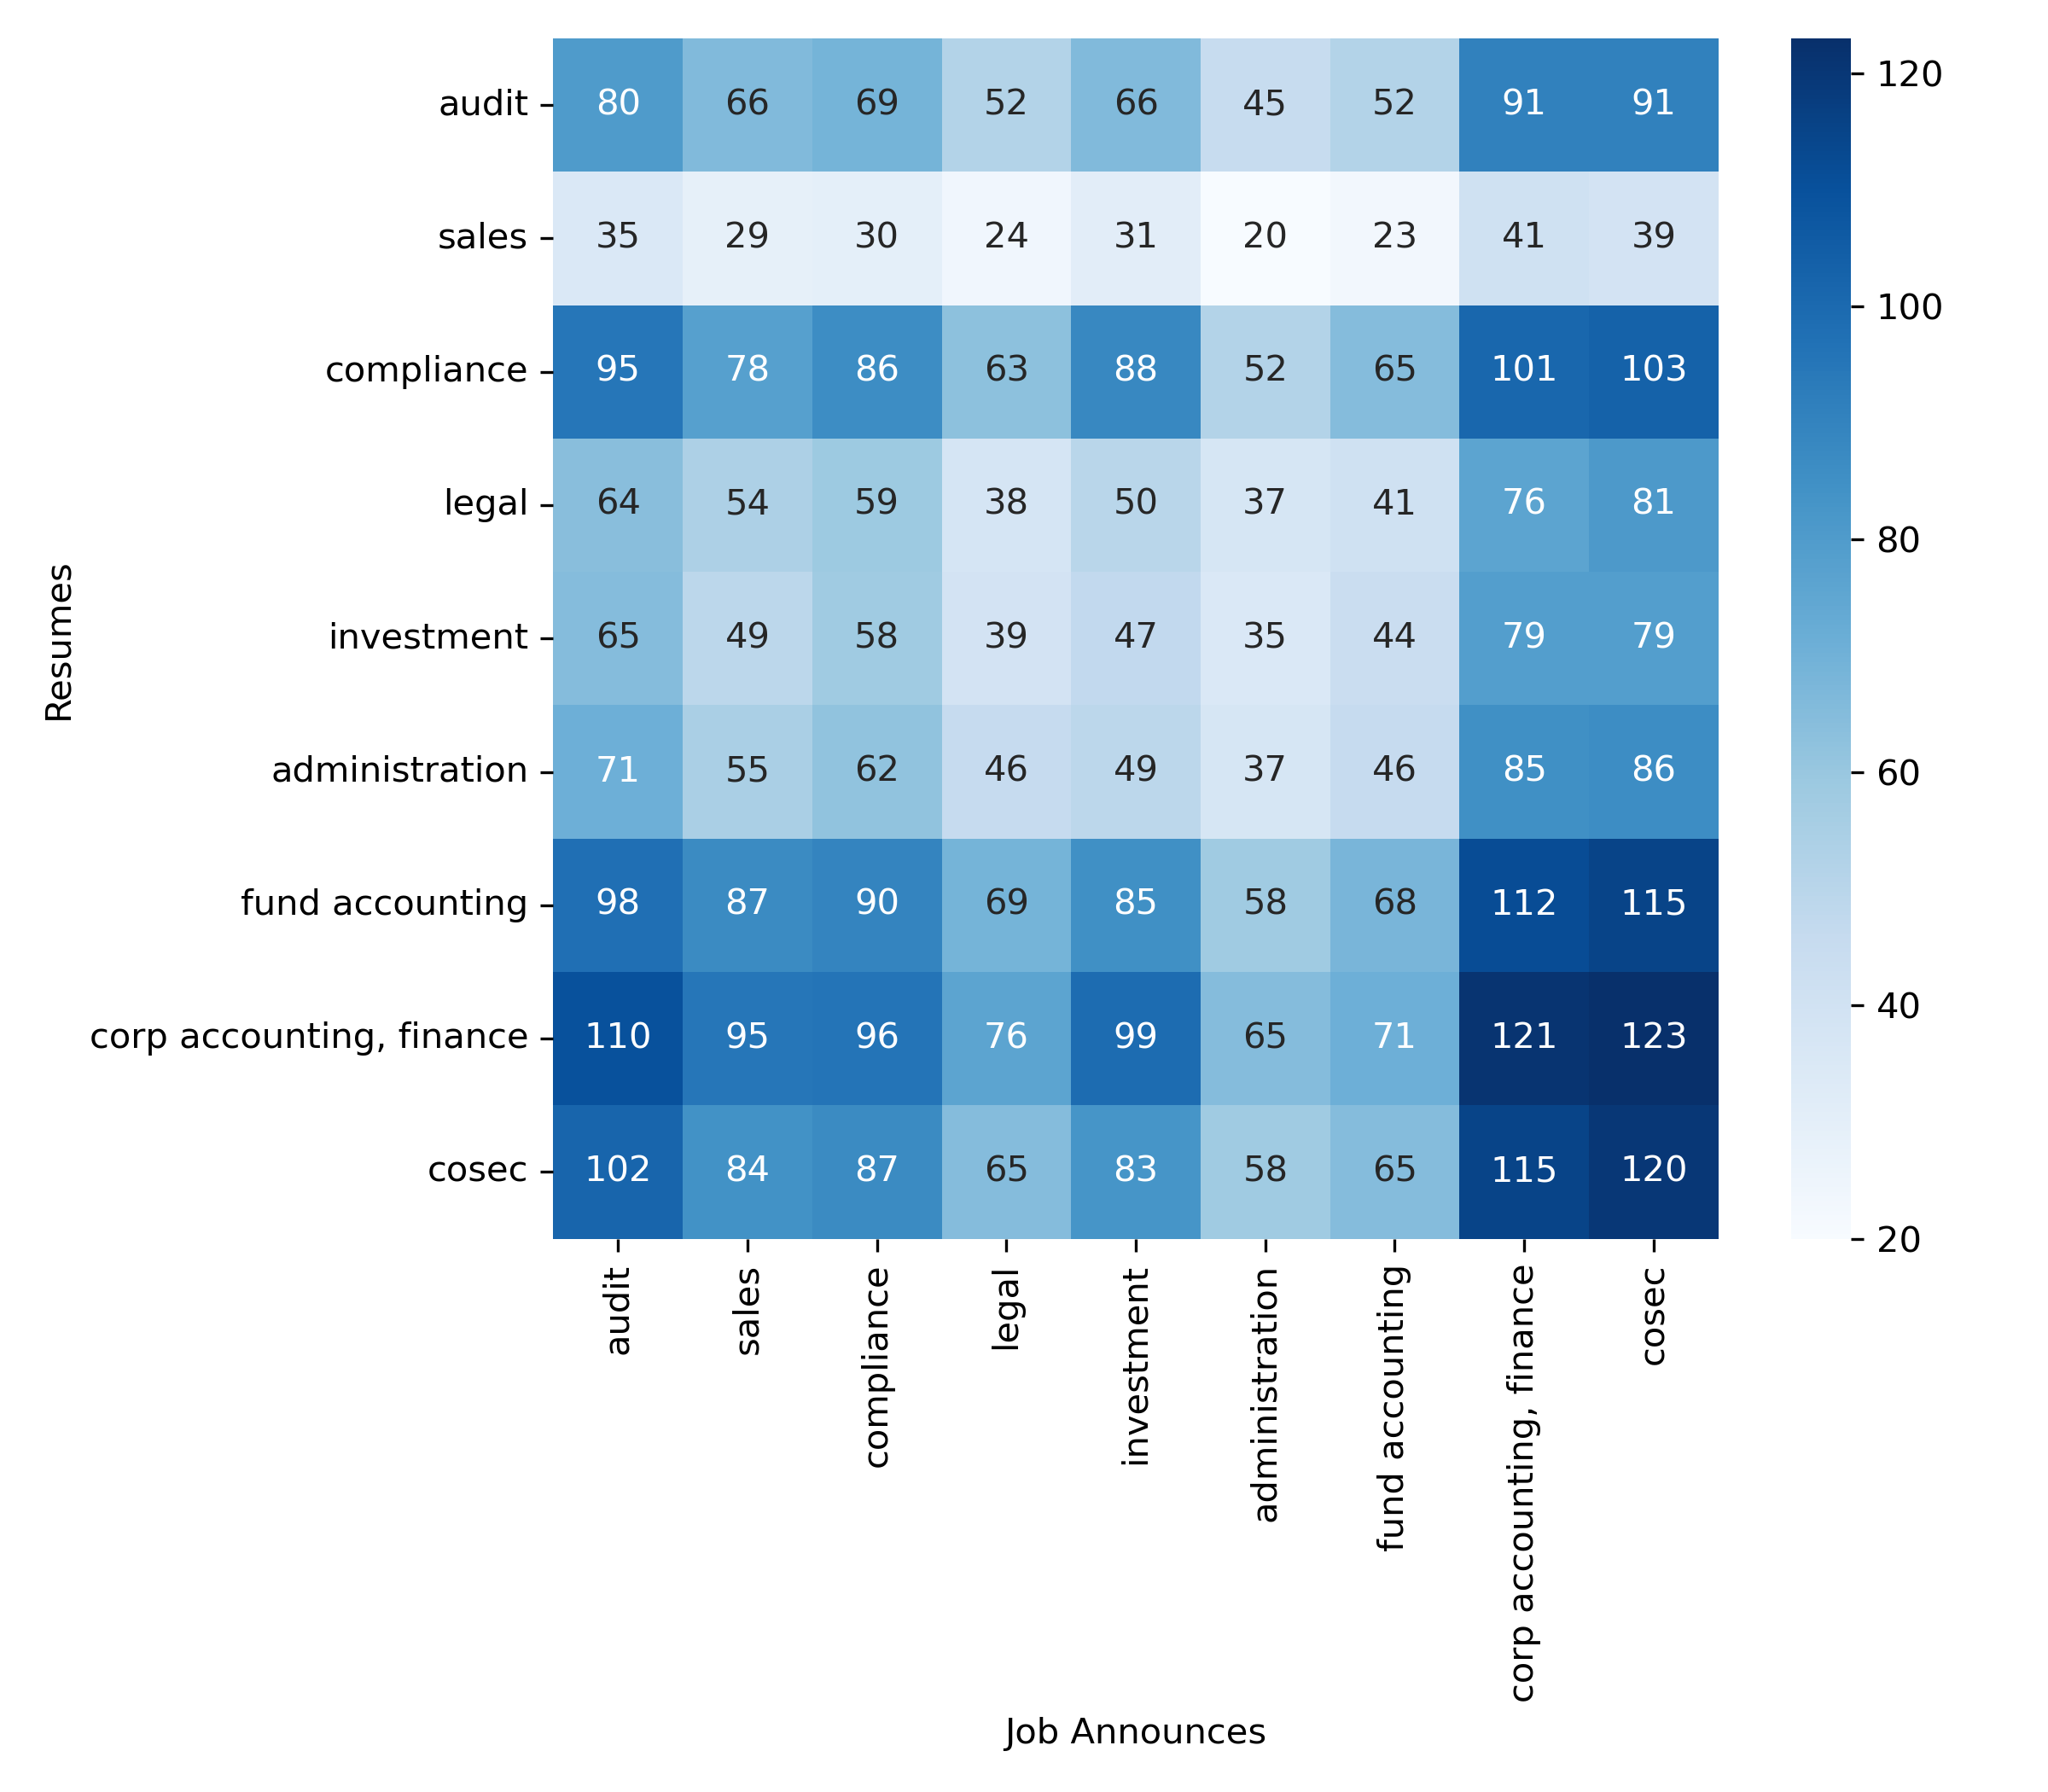 audit 80 66 69 52 66 45 52 91 91
sales 35 29 30 24 31 20 23 41 39
compliance 95 78 86 63 88 52 65 101 103
legal 64 54 59 38 50 37 41 76 81
investment 65 49 58 39 47 35 44 79 79
administration 71 55 62 46 49 37 46 85 86
fund accounting 98 87 90 69 85 58 68 112 115
corp accounting, finance 110 95 96 76 99 65 71 121 123
cosec 102 84 87 65 83 58 65 115 120
Resumes
audit
sales
compliance
legal
investment
administration
fund accounting
corp accounting, finance
cosec
Job Announces
120
100
80
60
40
20